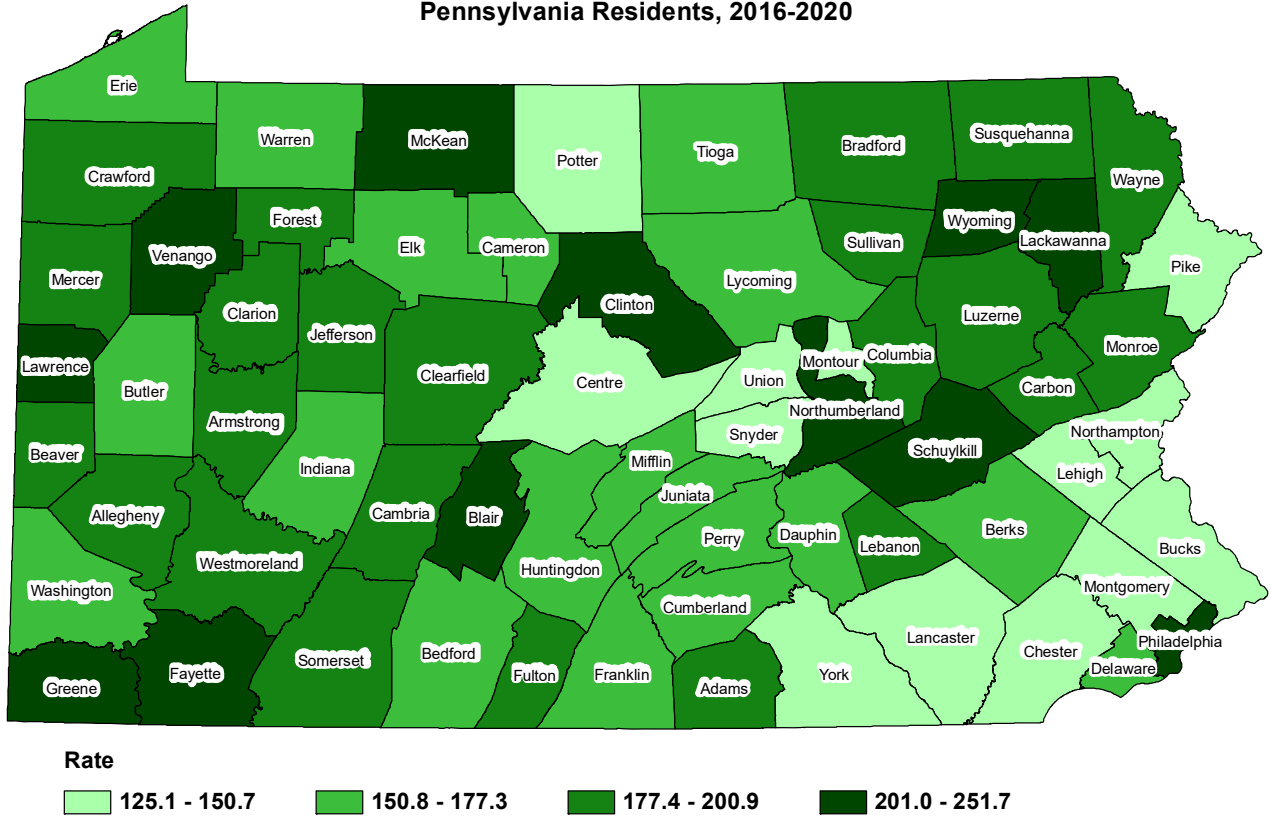 Pennsylvania Residents, 2016-2020
Erie
Warren
McKean
Potter
Tioga
Bradford
Susquehanna
Crawford
Wayne
Forest
Venango
Elk
Cameron
Sullivan
Wyoming
Lackawanna
Mercer
Lycoming
Pike
Clarion
Clinton
Jefferson
Luzerne
Lawrence
Butler
Clearfield
Centre
Union
Montour
Columbia
Monroe
Carbon
Armstrong
Northumberland
Beaver
Indiana
Mifflin
Snyder
Schuylkill
Northampton
Lehigh
Allegheny
Cambria
Blair
Juniata
Perry
Dauphin
Lebanon
Berks
Bucks
Westmoreland
Huntingdon
Washington
Cumberland
Montgomery
Philadelphia
Greene
Fayette
Somerset
Bedford
Fulton
Franklin
Adams
York
Lancaster
Chester
Delaware
Rate
125.1 - 150.7 150.8 - 177.3 177.4 - 200.9 201.0 - 251.7